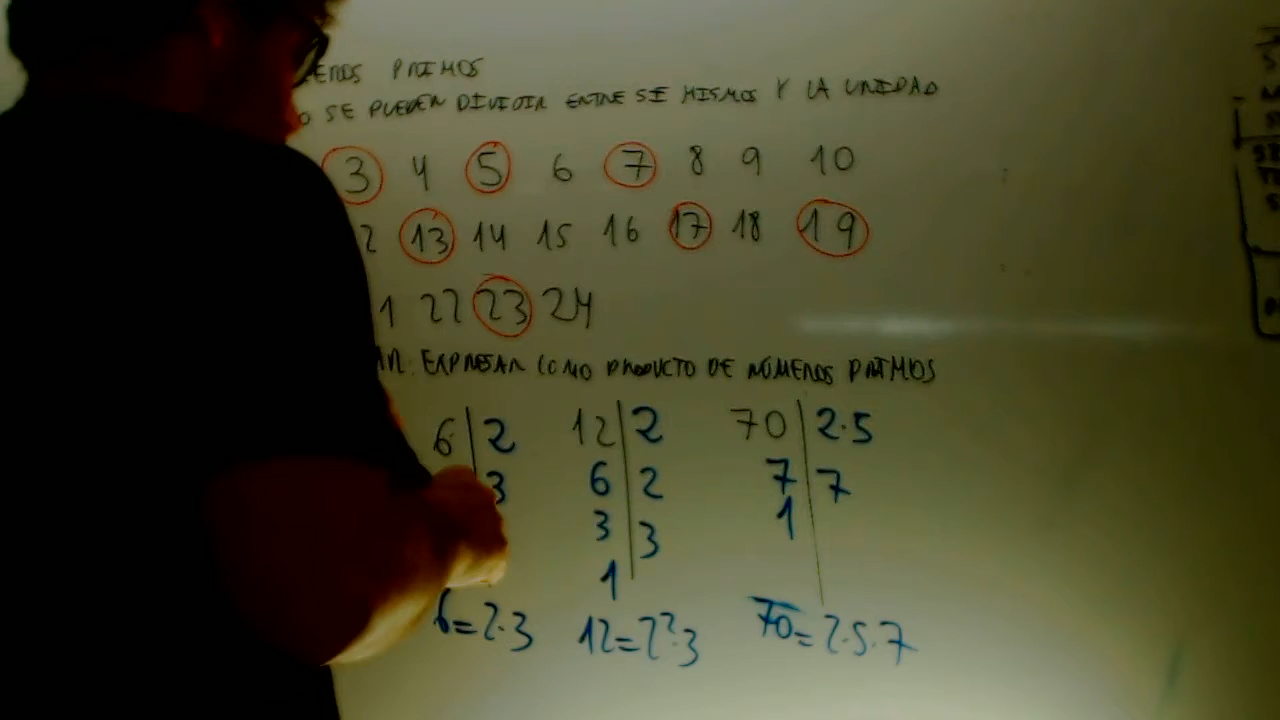 EROS PRIMOS
O SE PUEDEN DIVIDIR ENTRE SI MISMOS Y LA UNIDAD
3 4 5 6 7 8 9 10
2 13 14 15 16 17 18 19
1 22 23 24
AR: EXPRESAR COMO PRODUCTO DE NÚMEROS PRIMOS
6 | 2 12 | 2 70 | 2·5
3 6 | 2 7 | 7
3 | 3 1
1
6=2·3 12=2²·3 70=2·5·7